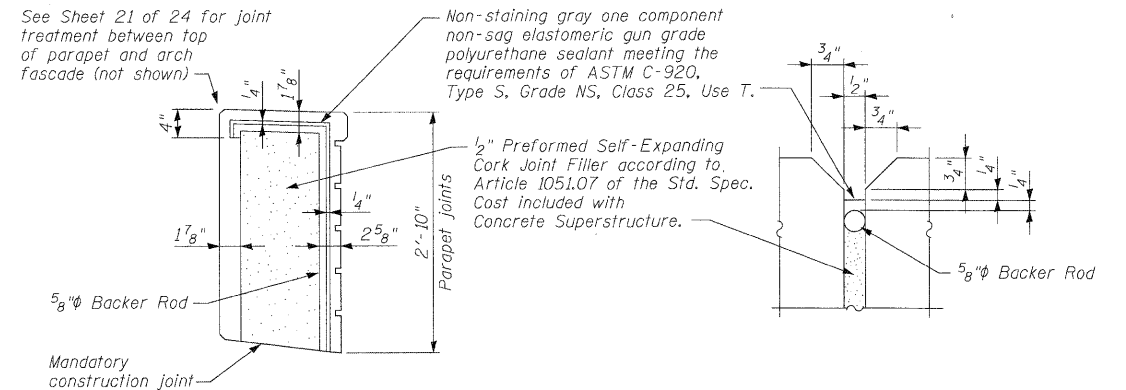 See Sheet 21 of 24 for joint
treatment between top
of parapet and arch
fascade (not shown)
Non-staining gray one component
non-sag elastomeric gun grade
polyurethane sealant meeting the
requirements of ASTM C-920,
Type S, Grade NS, Class 25, Use T.
1/2" Preformed Self-Expanding
Cork Joint Filler according to
Article 1051.07 of the Std. Spec.
Cost included with
Concrete Superstructure.
4"
1/4"
1 7/8"
1/4"
1 7/8"
2 5/8"
2'-10"
Parapet joints
5/8"φ Backer Rod
Mandatory
construction joint
3/4"
1/2"
3/4"
3/4"
1/4"
1/4"
5/8"φ Backer Rod